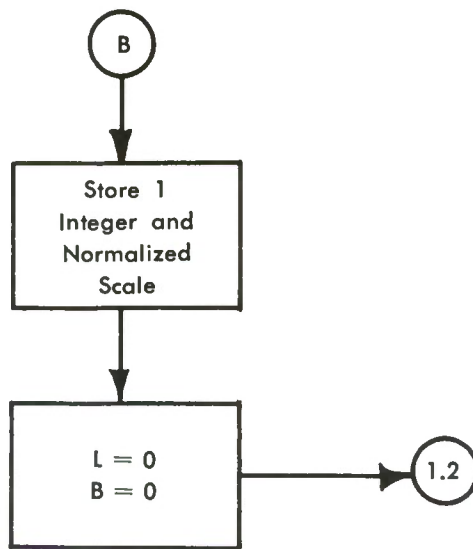 B
Store 1
Integer and
Normalized
Scale
L = 0
B = 0
1.2